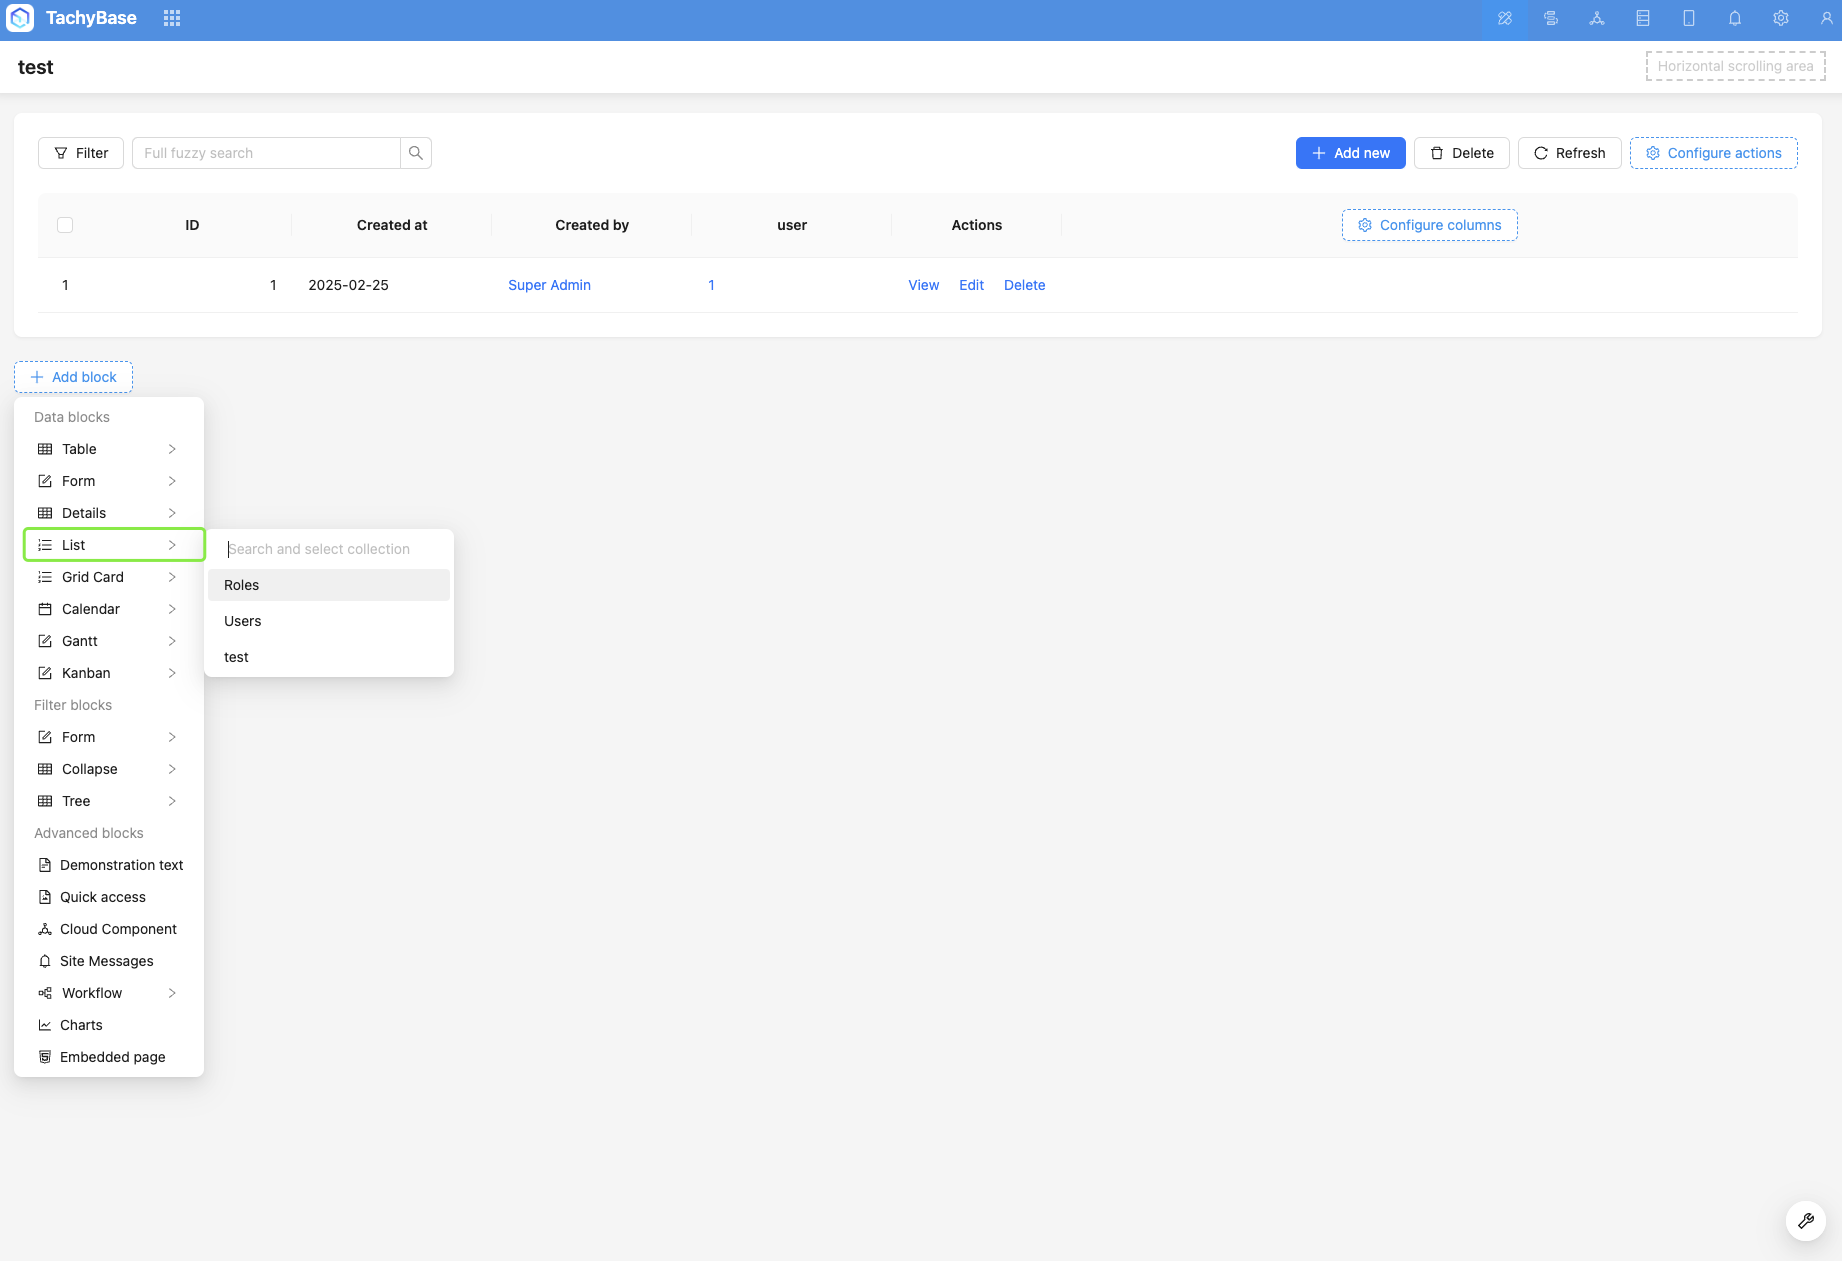 TachyBase
test
Horizontal scrolling area
Filter
Full fuzzy search
Add new
Delete
Refresh
Configure actions
ID
Created at
Created by
user
Actions
Configure columns
1
1
2025-02-25
Super Admin
1
View
Edit
Delete
Add block
Data blocks
Table
Form
Details
List
Search and select collection
Roles
Users
test
Grid Card
Calendar
Gantt
Kanban
Filter blocks
Form
Collapse
Tree
Advanced blocks
Demonstration text
Quick access
Cloud Component
Site Messages
Workflow
Charts
Embedded page